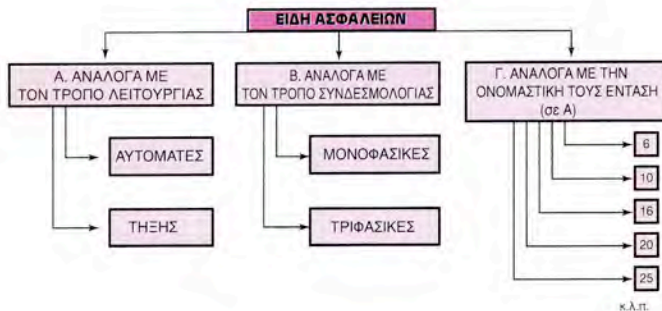 ΕΙΔΗ ΑΣΦΑΛΕΙΩΝ
Α. ΑΝΑΛΟΓΑ ΜΕ
ΤΟΝ ΤΡΟΠΟ ΛΕΙΤΟΥΡΓΙΑΣ
ΑΥΤΟΜΑΤΕΣ
ΤΗΞΗΣ
Β. ΑΝΑΛΟΓΑ ΜΕ
ΤΟΝ ΤΡΟΠΟ ΣΥΝΔΕΣΜΟΛΟΓΙΑΣ
ΜΟΝΟΦΑΣΙΚΕΣ
ΤΡΙΦΑΣΙΚΕΣ
Γ. ΑΝΑΛΟΓΑ ΜΕ ΤΗΝ
ΟΝΟΜΑΣΤΙΚΗ ΤΟΥΣ ΕΝΤΑΣΗ
(σε Α)
6
10
16
20
25
κ.λ.π.